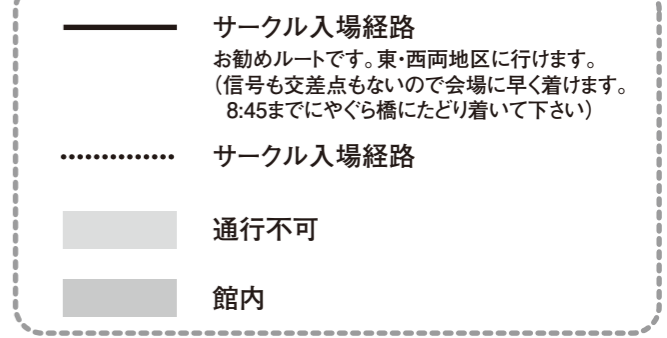 サークル入場経路
お勧めルートです。東・西両地区に行けます。
（信号も交差点もないので会場に早く着けます。
8:45までにやぐら橋にたどり着いて下さい）
サークル入場経路
通行不可
館内